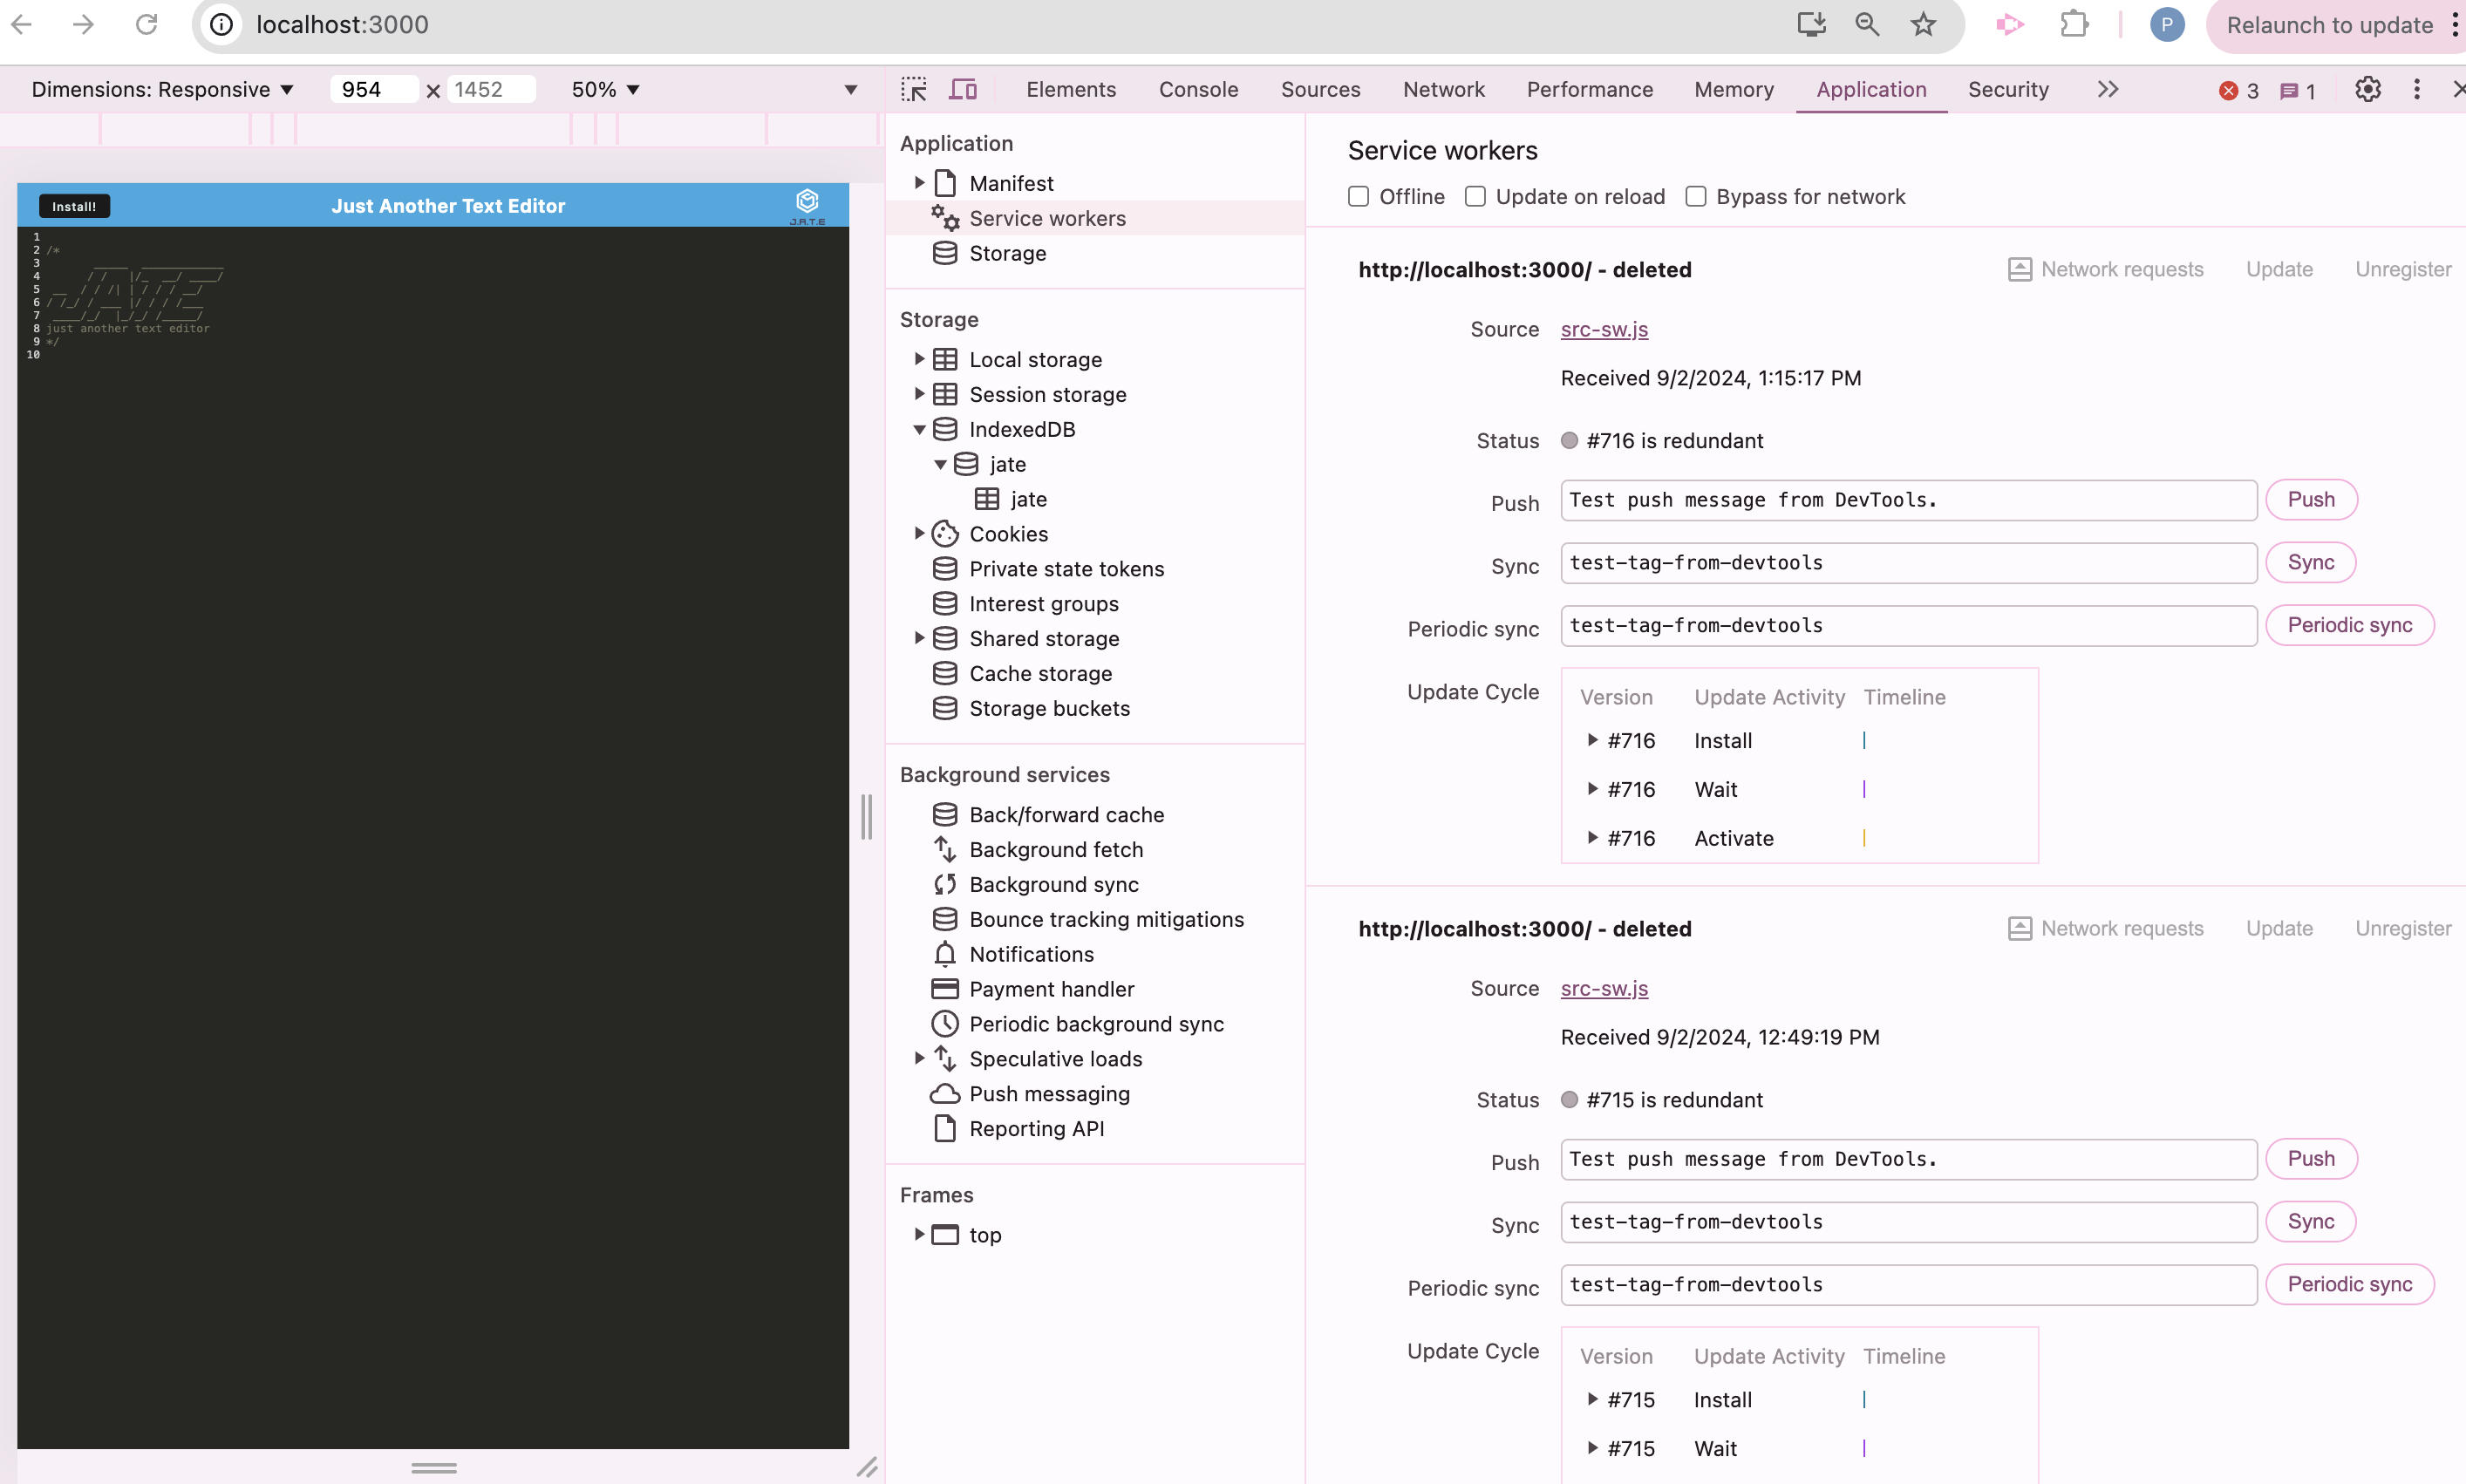 localhost:3000
P
Relaunch to update
Dimensions: Responsive
954 × 1452
50%
Elements Console Sources Network Performance Memory Application Security
3 1
Install!
Just Another Text Editor
J.A.T.E
1
2 /*
3
4
5
6
7
8 just another text editor
9 */
10
Application
Manifest
Service workers
Storage
Storage
Local storage
Session storage
IndexedDB
jate
jate
Cookies
Private state tokens
Interest groups
Shared storage
Cache storage
Storage buckets
Background services
Back/forward cache
Background fetch
Background sync
Bounce tracking mitigations
Notifications
Payment handler
Periodic background sync
Speculative loads
Push messaging
Reporting API
Frames
top
Service workers
Offline Update on reload Bypass for network
http://localhost:3000/ - deleted Network requests Update Unregister
Source src-sw.js
Received 9/2/2024, 1:15:17 PM
Status #716 is redundant
Push Test push message from DevTools. Push
Sync test-tag-from-devtools Sync
Periodic sync test-tag-from-devtools Periodic sync
Update Cycle Version Update Activity Timeline
#716 Install
#716 Wait
#716 Activate
http://localhost:3000/ - deleted Network requests Update Unregister
Source src-sw.js
Received 9/2/2024, 12:49:19 PM
Status #715 is redundant
Push Test push message from DevTools. Push
Sync test-tag-from-devtools Sync
Periodic sync test-tag-from-devtools Periodic sync
Update Cycle Version Update Activity Timeline
#715 Install
#715 Wait